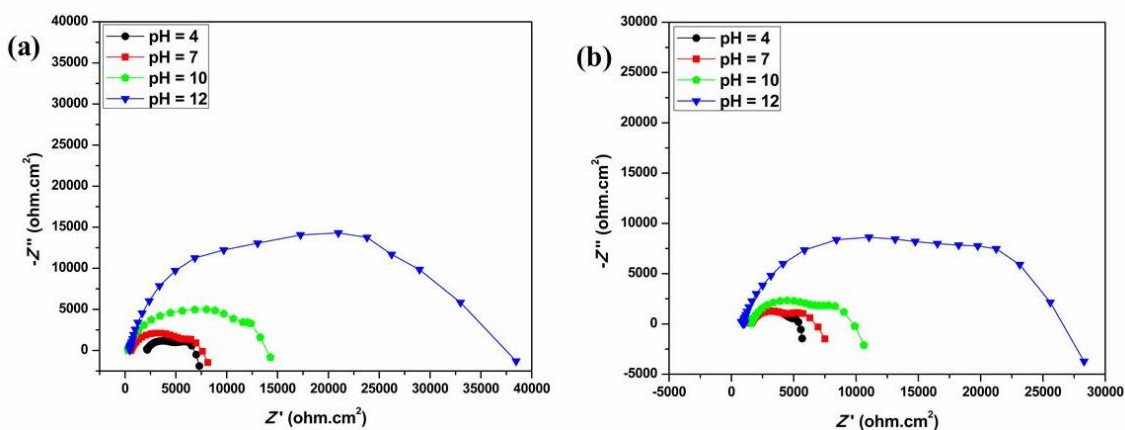 (a)
pH = 4
pH = 7
pH = 10
pH = 12
40000
35000
30000
25000
20000
15000
10000
5000
0
-Z'' (ohm.cm²)
0 5000 10000 15000 20000 25000 30000 35000 40000
Z' (ohm.cm²)
(b)
pH = 4
pH = 7
pH = 10
pH = 12
30000
25000
20000
15000
10000
5000
0
-5000
-Z'' (ohm.cm²)
-5000 0 5000 10000 15000 20000 25000 30000
Z' (ohm.cm²)